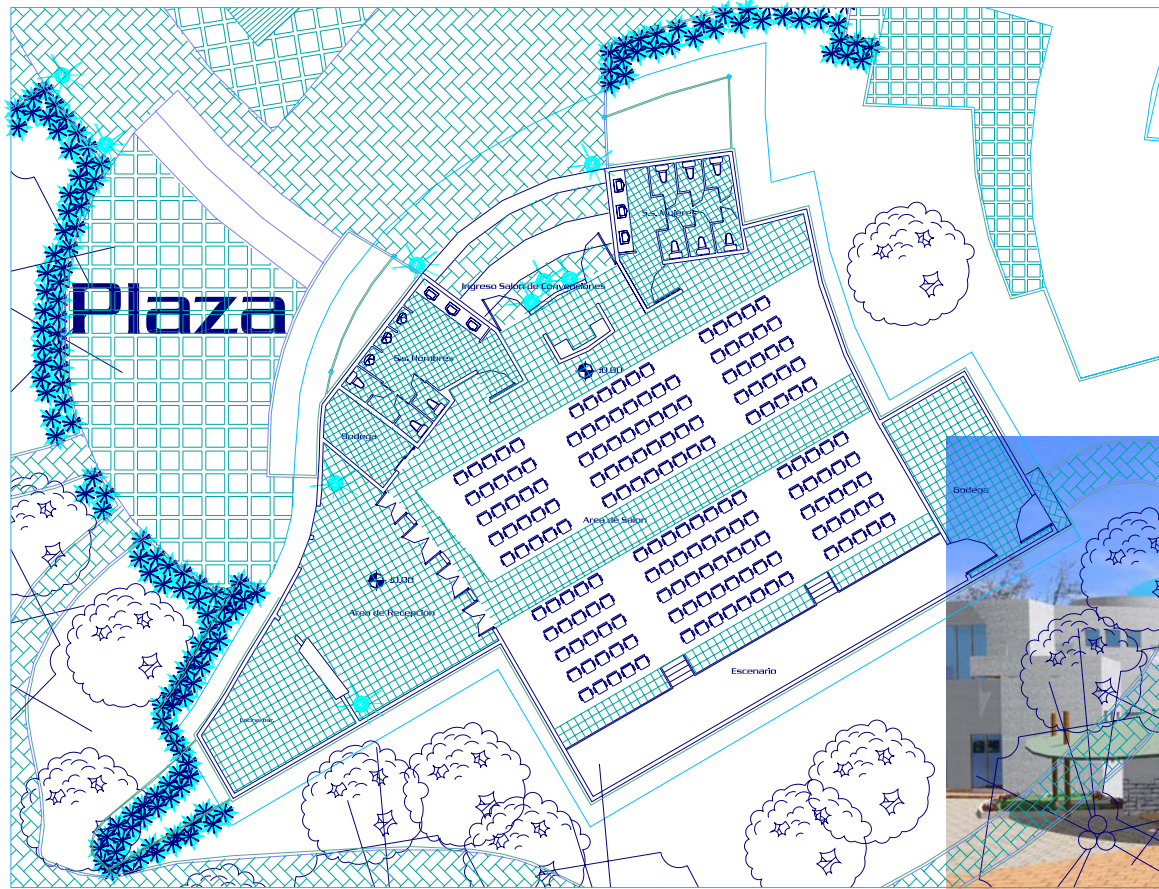 S.s. Mujeres
Ingreso Salon de Convenciones
Plaza
S.s. Hombres
±0.00
Bodega
Bodega
Area de Salon
±0.00
Area de Recepcion
Escenario